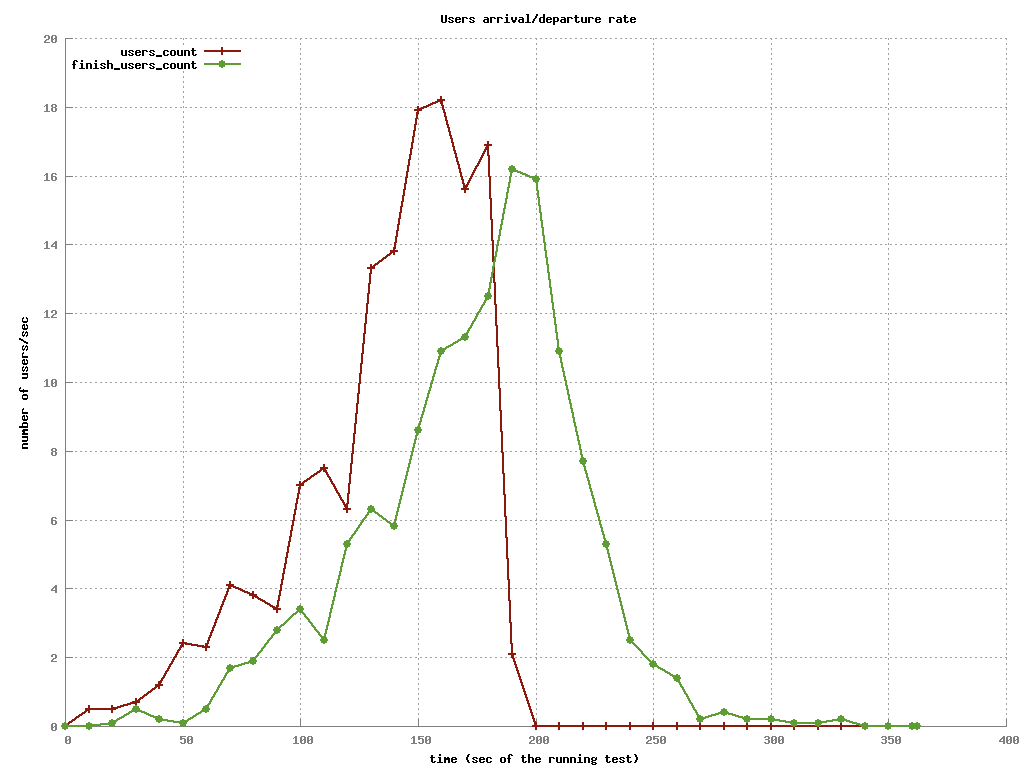 Users arrival/departure rate
20
users_count
finish_users_count
18
16
14
12
10
8
6
4
2
0
number of users/sec
0 50 100 150 200 250 300 350 400
time (sec of the running test)